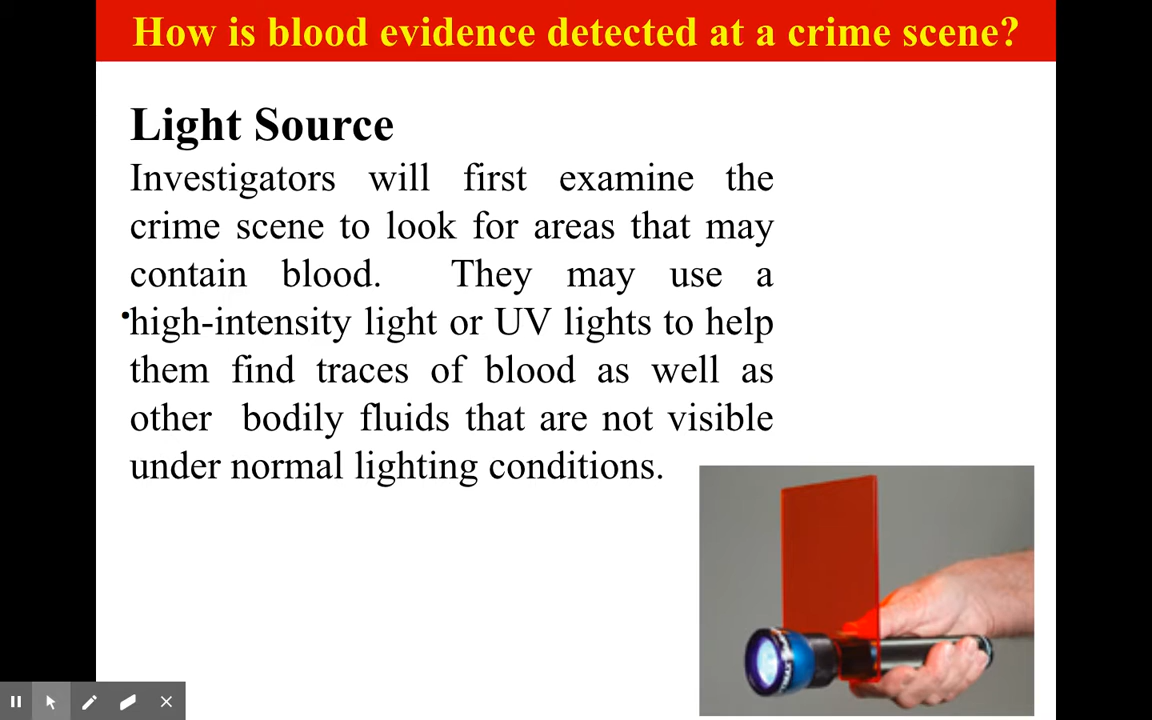 How is blood evidence detected at a crime scene?
Light Source
Investigators will first examine the
crime scene to look for areas that may
contain blood. They may use a
•high-intensity light or UV lights to help
them find traces of blood as well as
other bodily fluids that are not visible
under normal lighting conditions.